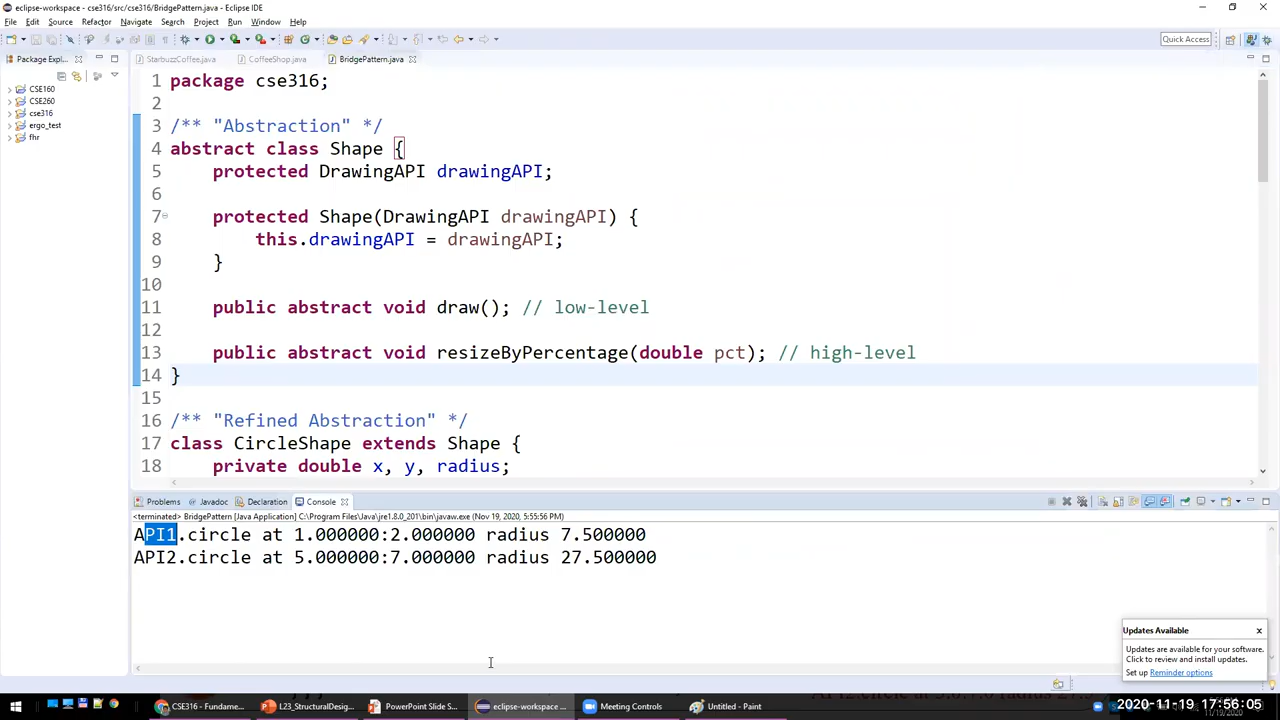 eclipse-workspace - cse316/src/cse316/BridgePattern.java - Eclipse IDE
File Edit Source Refactor Navigate Search Project Run Window Help
Quick Access
Package Expl...
StarbuzzCoffee.java CoffeeShop.java BridgePattern.java
CSE160
CSE260
cse316
ergo_test
fhr
1 package cse316;
2
3 /** "Abstraction" */
4 abstract class Shape {
5 protected DrawingAPI drawingAPI;
6
7 protected Shape(DrawingAPI drawingAPI) {
8 this.drawingAPI = drawingAPI;
9 }
10
11 public abstract void draw(); // low-level
12
13 public abstract void resizeByPercentage(double pct); // high-level
14 }
15
16 /** "Refined Abstraction" */
17 class CircleShape extends Shape {
18 private double x, y, radius;
Problems Javadoc Declaration Console
<terminated> BridgePattern [Java Application] C:\Program Files\Java\jre1.8.0_201\bin\javaw.exe (Nov 19, 2020, 5:55:56 PM)
API1.circle at 1.000000:2.000000 radius 7.500000
API2.circle at 5.000000:7.000000 radius 27.500000
Updates Available
Updates are available for your software.
Click to review and install updates.
Set up Reminder options
CSE316 - Fundame... L23_StructuralDesig... PowerPoint Slide S... eclipse-workspace ... Meeting Controls Untitled - Paint
2020-11-19 17:56:05